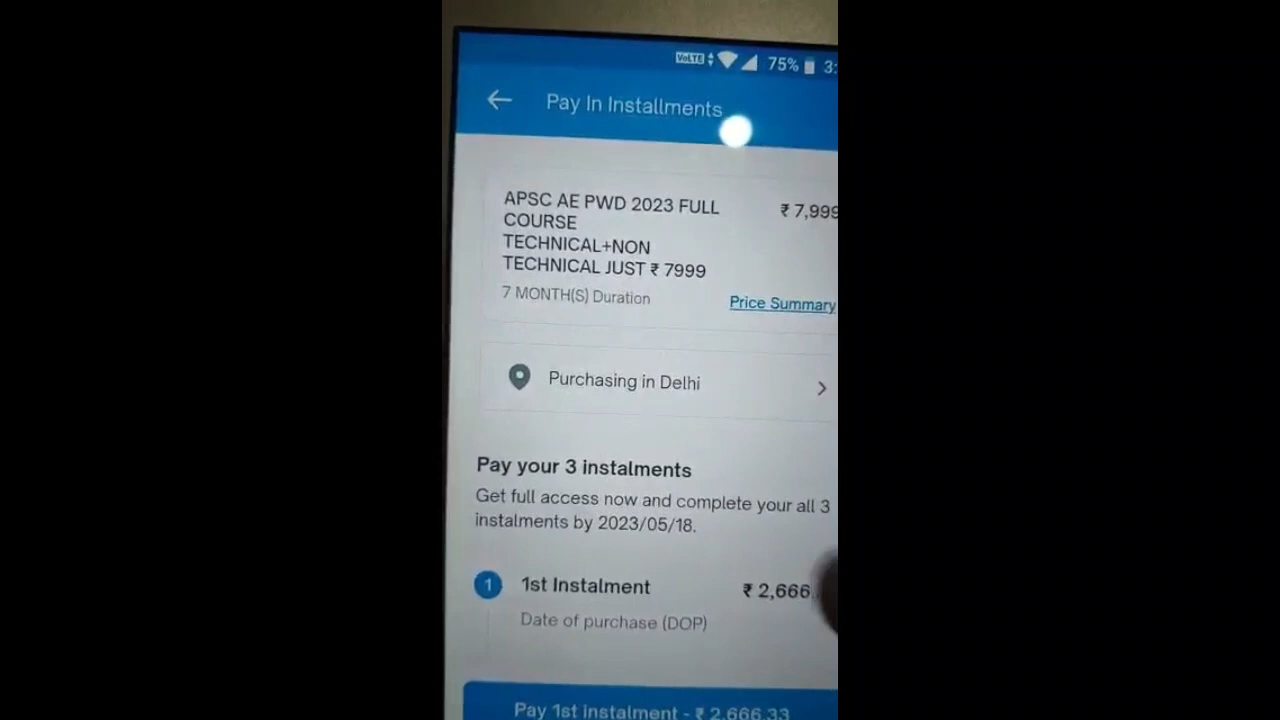 VoLTE 75% 3:
Pay In Installments
APSC AE PWD 2023 FULL ₹ 7,999
COURSE
TECHNICAL+NON
TECHNICAL JUST ₹ 7999
7 MONTH(S) Duration
Price Summary
Purchasing in Delhi
Pay your 3 instalments
Get full access now and complete your all 3
instalments by 2023/05/18.
1 1st Instalment ₹ 2,666.
Date of purchase (DOP)
Pay 1st instalment - ₹ 2,666.33